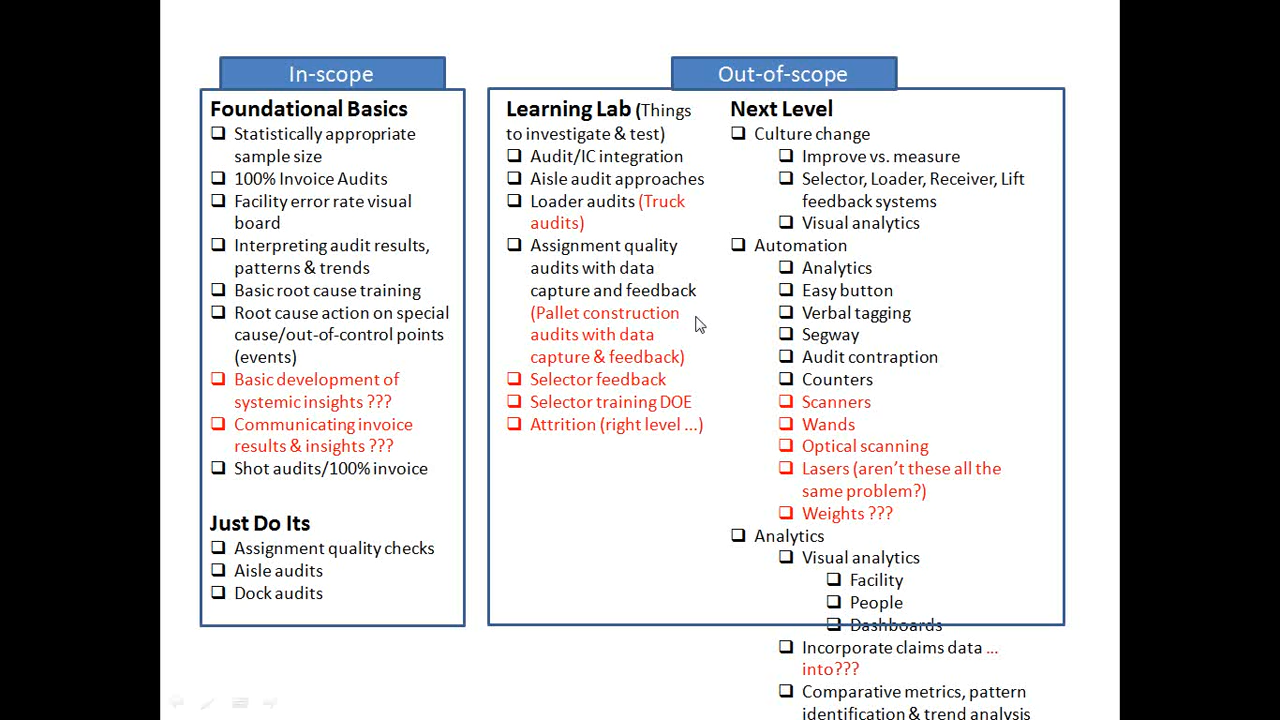 In-scope
Foundational Basics
❑ Statistically appropriate
sample size
❑ 100% Invoice Audits
❑ Facility error rate visual
board
❑ Interpreting audit results,
patterns & trends
❑ Basic root cause training
❑ Root cause action on special
cause/out-of-control points
(events)
❑ Basic development of
systemic insights ???
❑ Communicating invoice
results & insights ???
❑ Shot audits/100% invoice
Just Do Its
❑ Assignment quality checks
❑ Aisle audits
❑ Dock audits
Out-of-scope
Learning Lab (Things
to investigate & test)
❑ Audit/IC integration
❑ Aisle audit approaches
❑ Loader audits (Truck
audits)
❑ Assignment quality
audits with data
capture and feedback
(Pallet construction
audits with data
capture & feedback)
❑ Selector feedback
❑ Selector training DOE
❑ Attrition (right level ...)
Next Level
❑ Culture change
❑ Improve vs. measure
❑ Selector, Loader, Receiver, Lift
feedback systems
❑ Visual analytics
❑ Automation
❑ Analytics
❑ Easy button
❑ Verbal tagging
❑ Segway
❑ Audit contraption
❑ Counters
❑ Scanners
❑ Wands
❑ Optical scanning
❑ Lasers (aren't these all the
same problem?)
❑ Weights ???
❑ Analytics
❑ Visual analytics
❑ Facility
❑ People
❑ Dashboards
❑ Incorporate claims data ...
into???
❑ Comparative metrics, pattern
identification & trend analysis